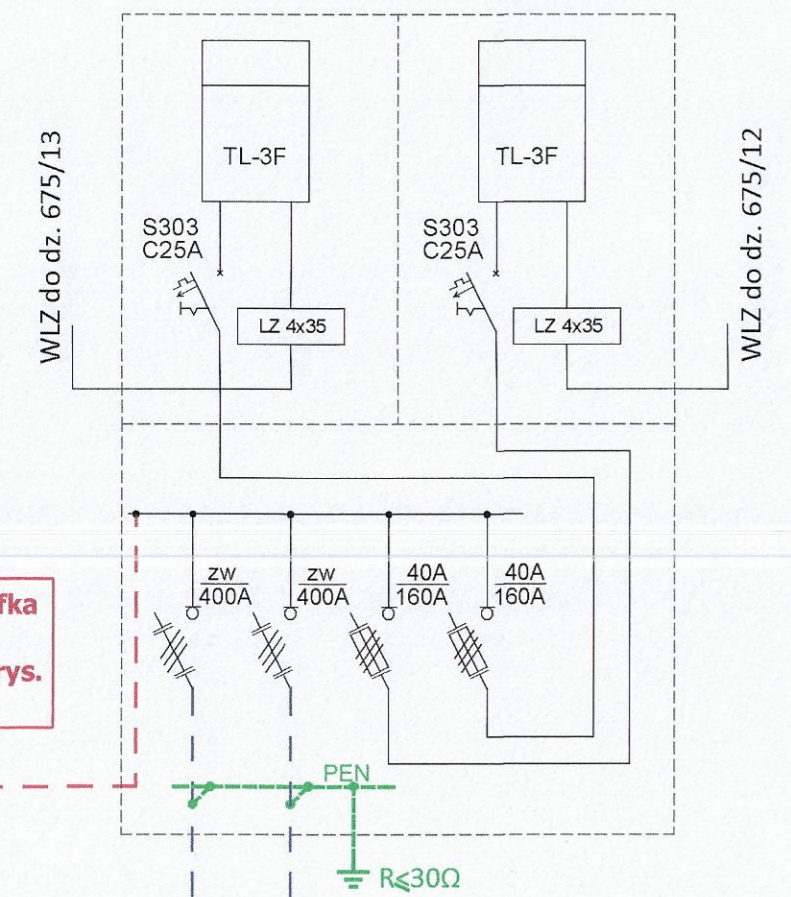 TL-3F
TL-3F
S303
C25A
S303
C25A
LZ 4x35
LZ 4x35
WLZ do dz. 675/13
WLZ do dz. 675/12
zw
400A
zw
400A
40A
160A
40A
160A
rys.
PEN
R⩽30Ω